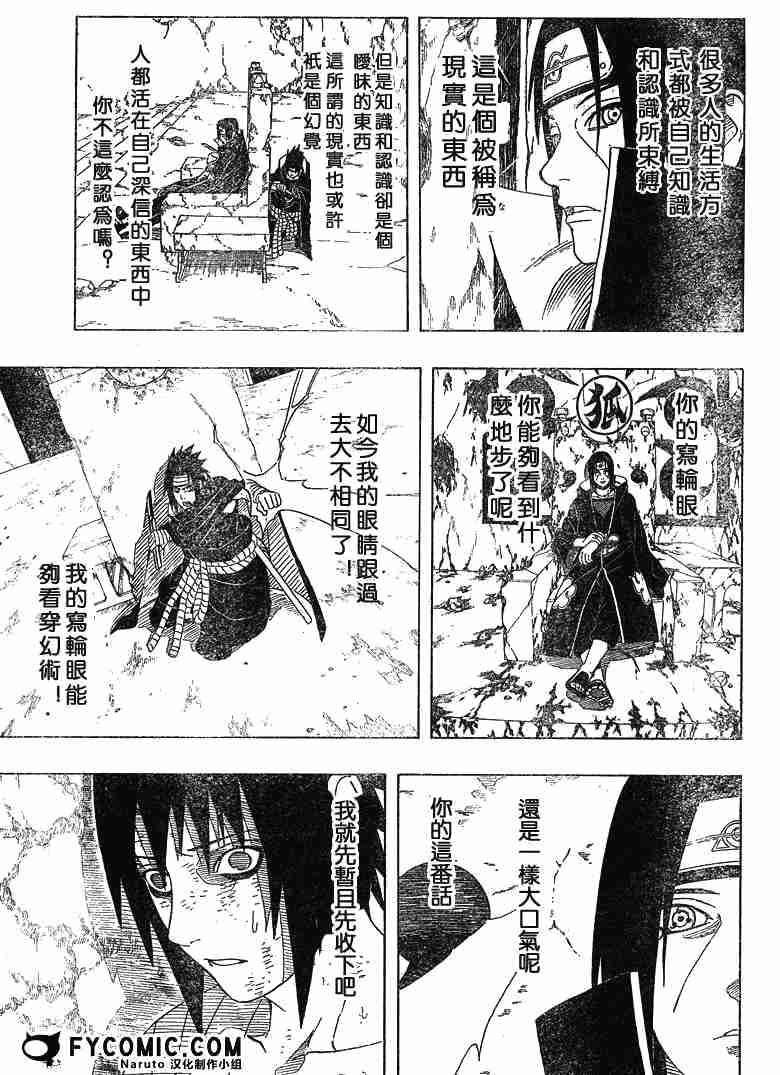 很多人的生活方
式都被自己知識
和認識所束縛
這是個被稱為
現實的東西
但是知識和認識卻是個
曖昧的東西
這所謂的現實也或許
衹是個幻覺
人都活在自己深信的東西中
你不這麼認為嗎？
你的寫輪眼
你能夠看到什
麼地步了呢
狐
如今我的眼睛跟過
去大不相同了！
我的寫輪眼能
夠看穿幻術！
還是一樣大口氣呢
你的這番話
我就先暫且先收下吧
FYCOMIC.COM
Naruto 汉化制作小组